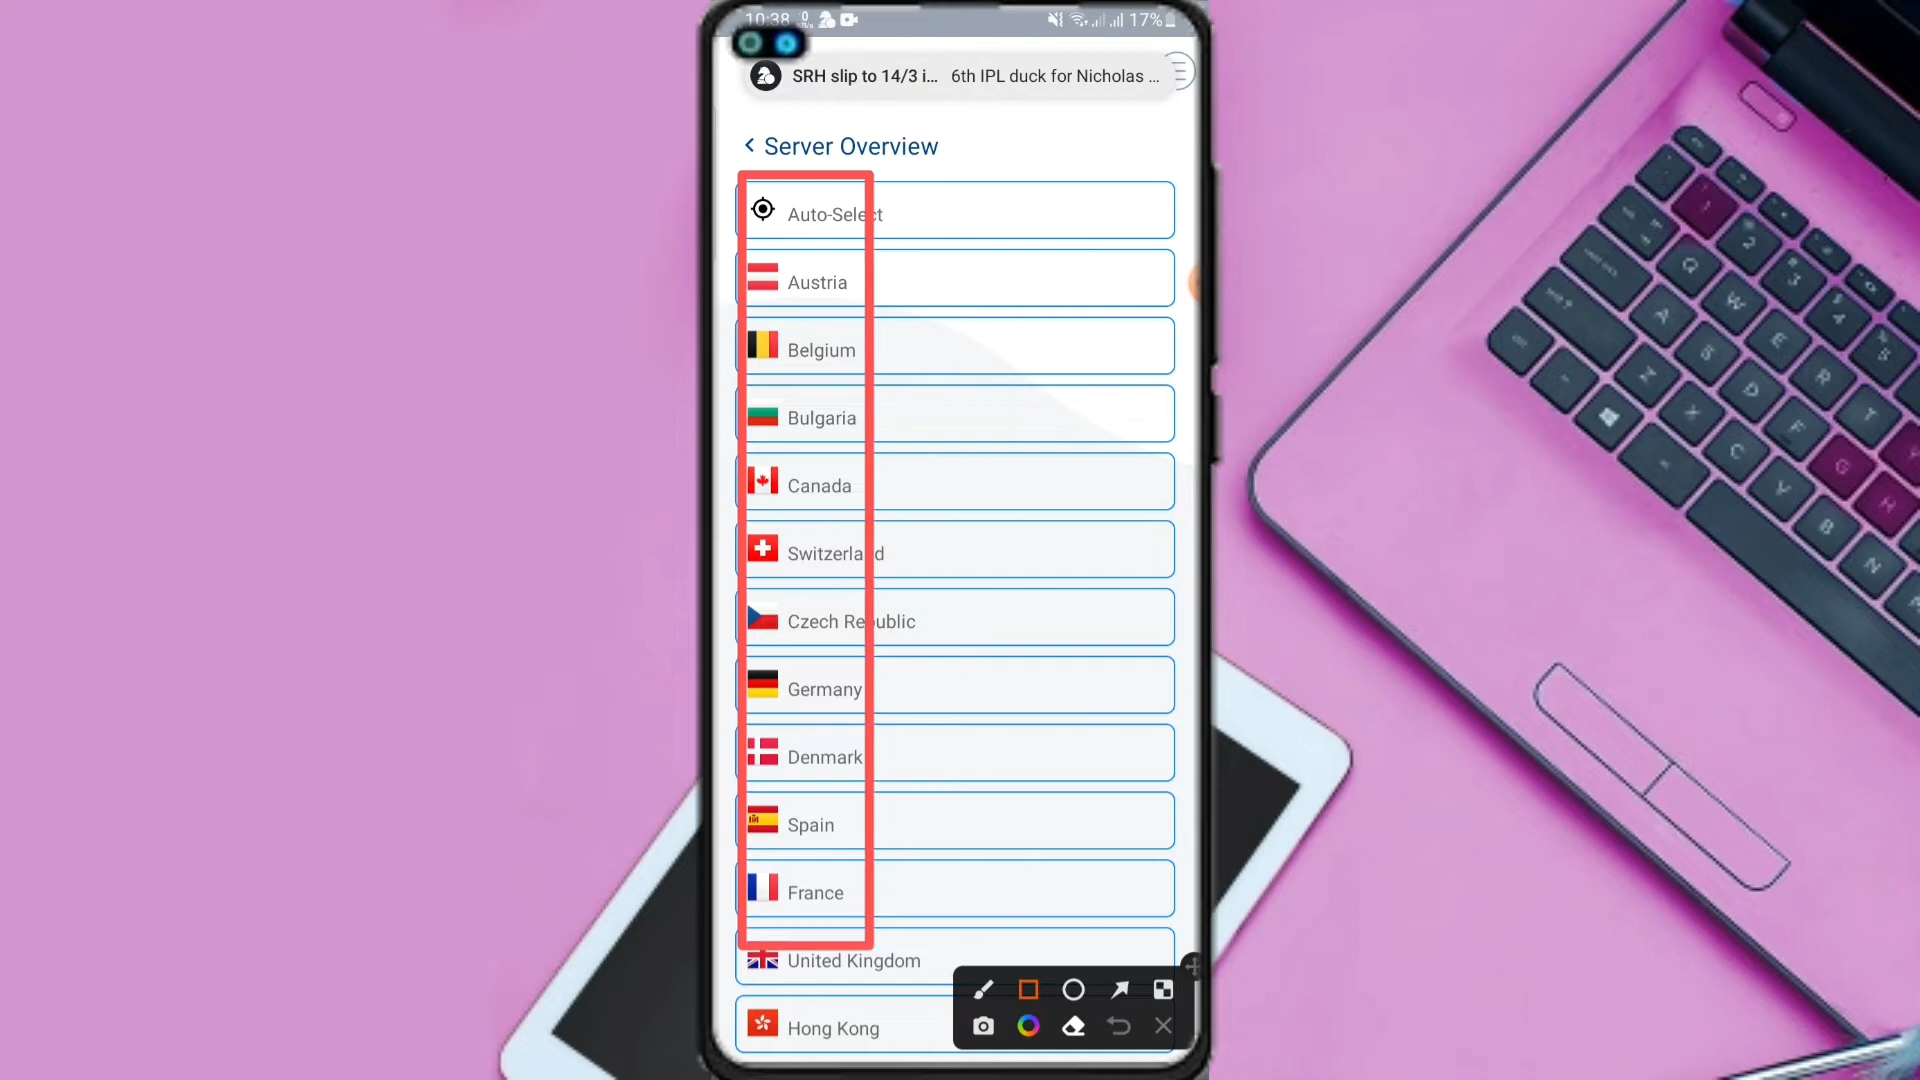 10:38
17%
SRH slip to 14/3 i... 6th IPL duck for Nicholas ...
Server Overview
Auto-Select
Austria
Belgium
Bulgaria
Canada
Switzerland
Czech Republic
Germany
Denmark
Spain
France
United Kingdom
Hong Kong